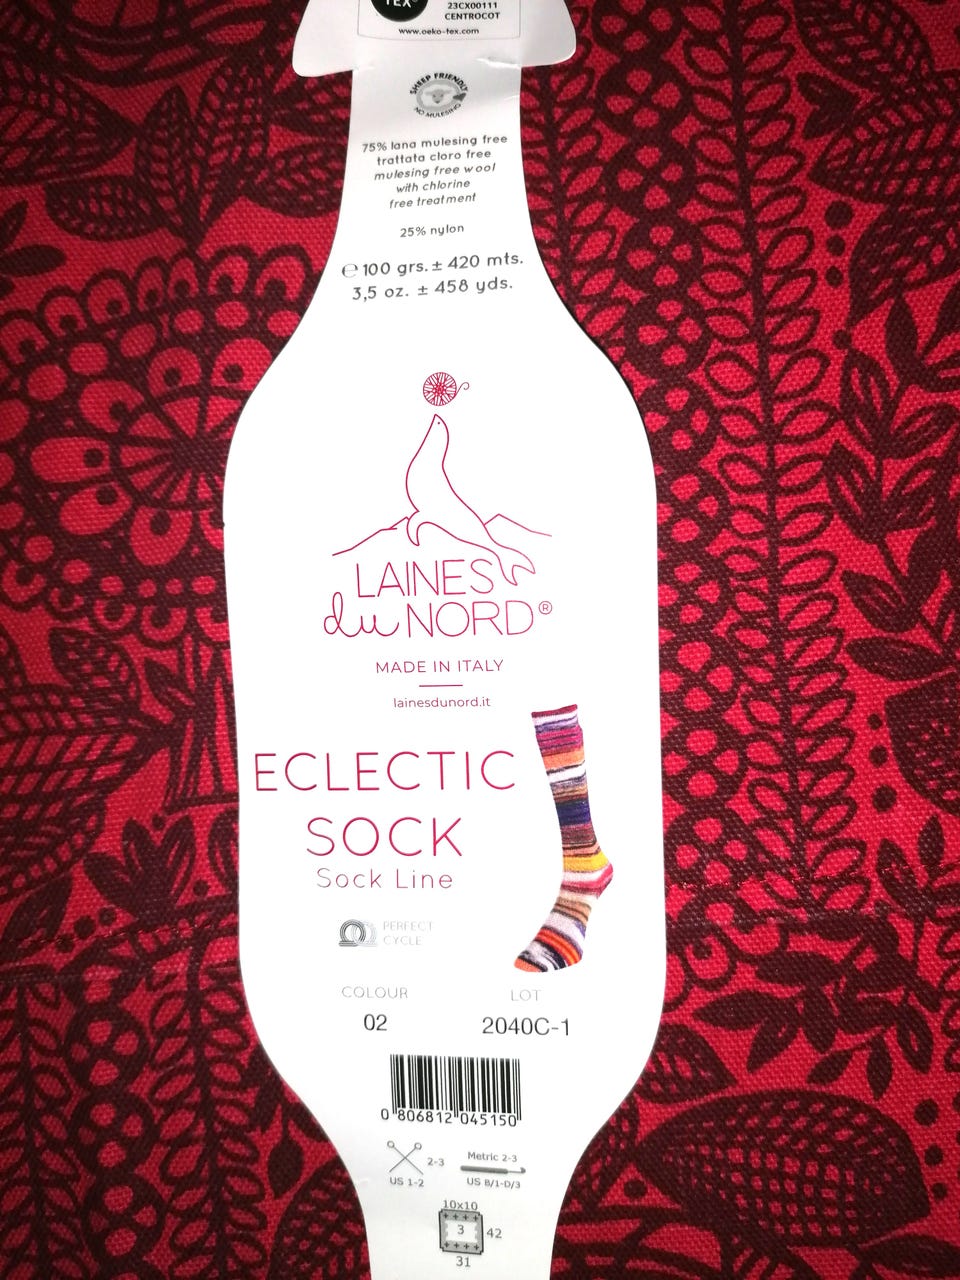 TEX®
23CX00111
CENTROCOT
www.oeko-tex.com
SHEEP FRIENDLY
NO MULESING
75% lana mulesing free
trattata cloro free
mulesing free wool
with chlorine
free treatment
25% nylon
℮ 100 grs. ± 420 mts.
3,5 oz. ± 458 yds.
LAINES
du NORD®
MADE IN ITALY
lainesdunord.it
ECLECTIC
SOCK
Sock Line
PERFECT
CYCLE
COLOUR
02
LOT
2040C-1
0 806812 045150
2-3
US 1-2
Metric 2-3
US B/1-D/3
10x10
3
42
31